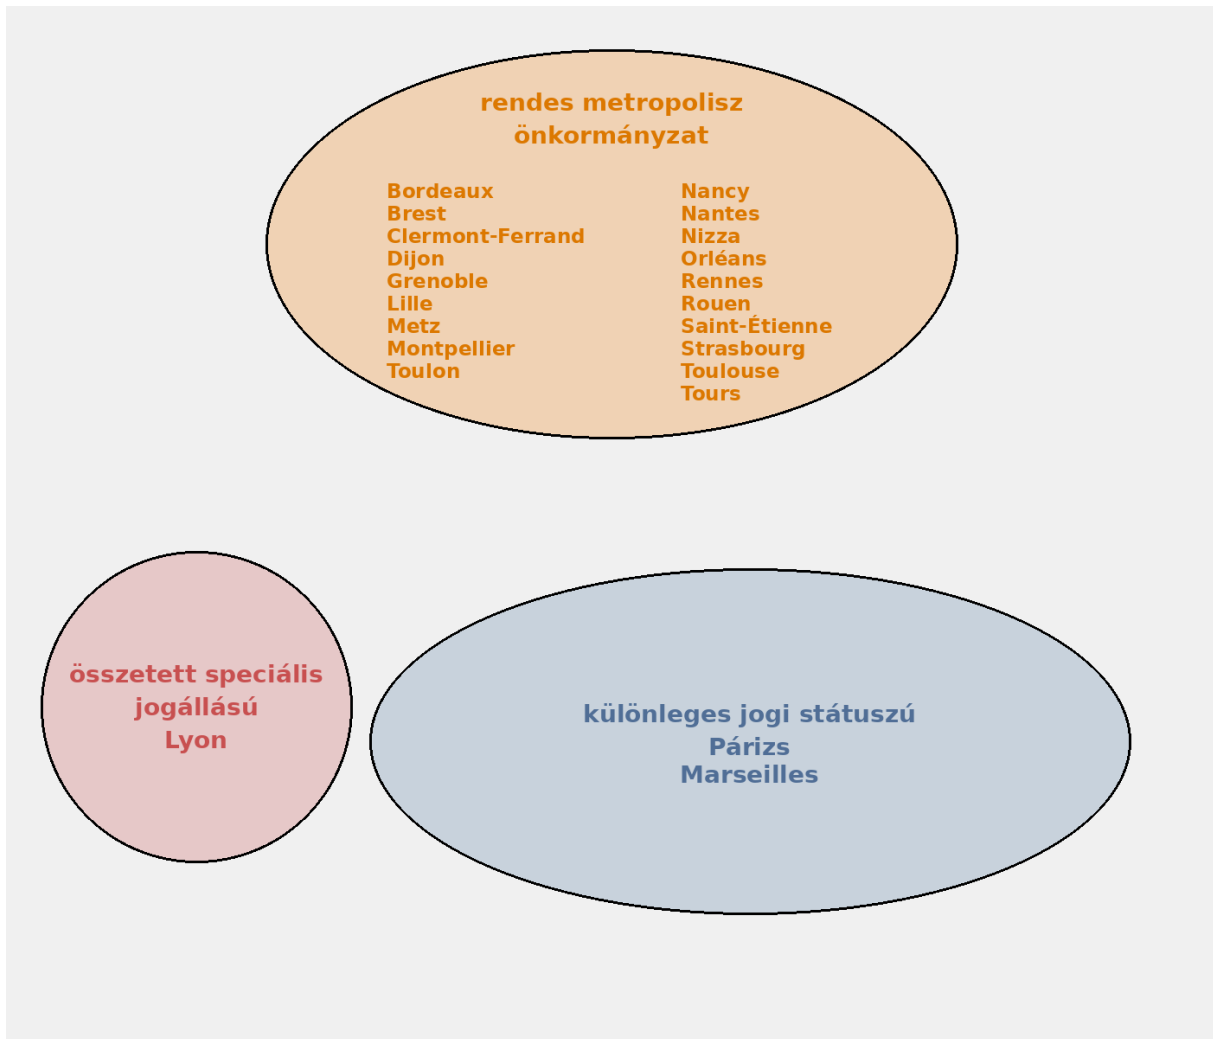 rendes metropolisz
önkormányzat
Bordeaux
Brest
Clermont-Ferrand
Dijon
Grenoble
Lille
Metz
Montpellier
Toulon
Nancy
Nantes
Nizza
Orléans
Rennes
Rouen
Saint-Étienne
Strasbourg
Toulouse
Tours
összetett speciális
jogállású
Lyon
különleges jogi státuszú
Párizs
Marseilles